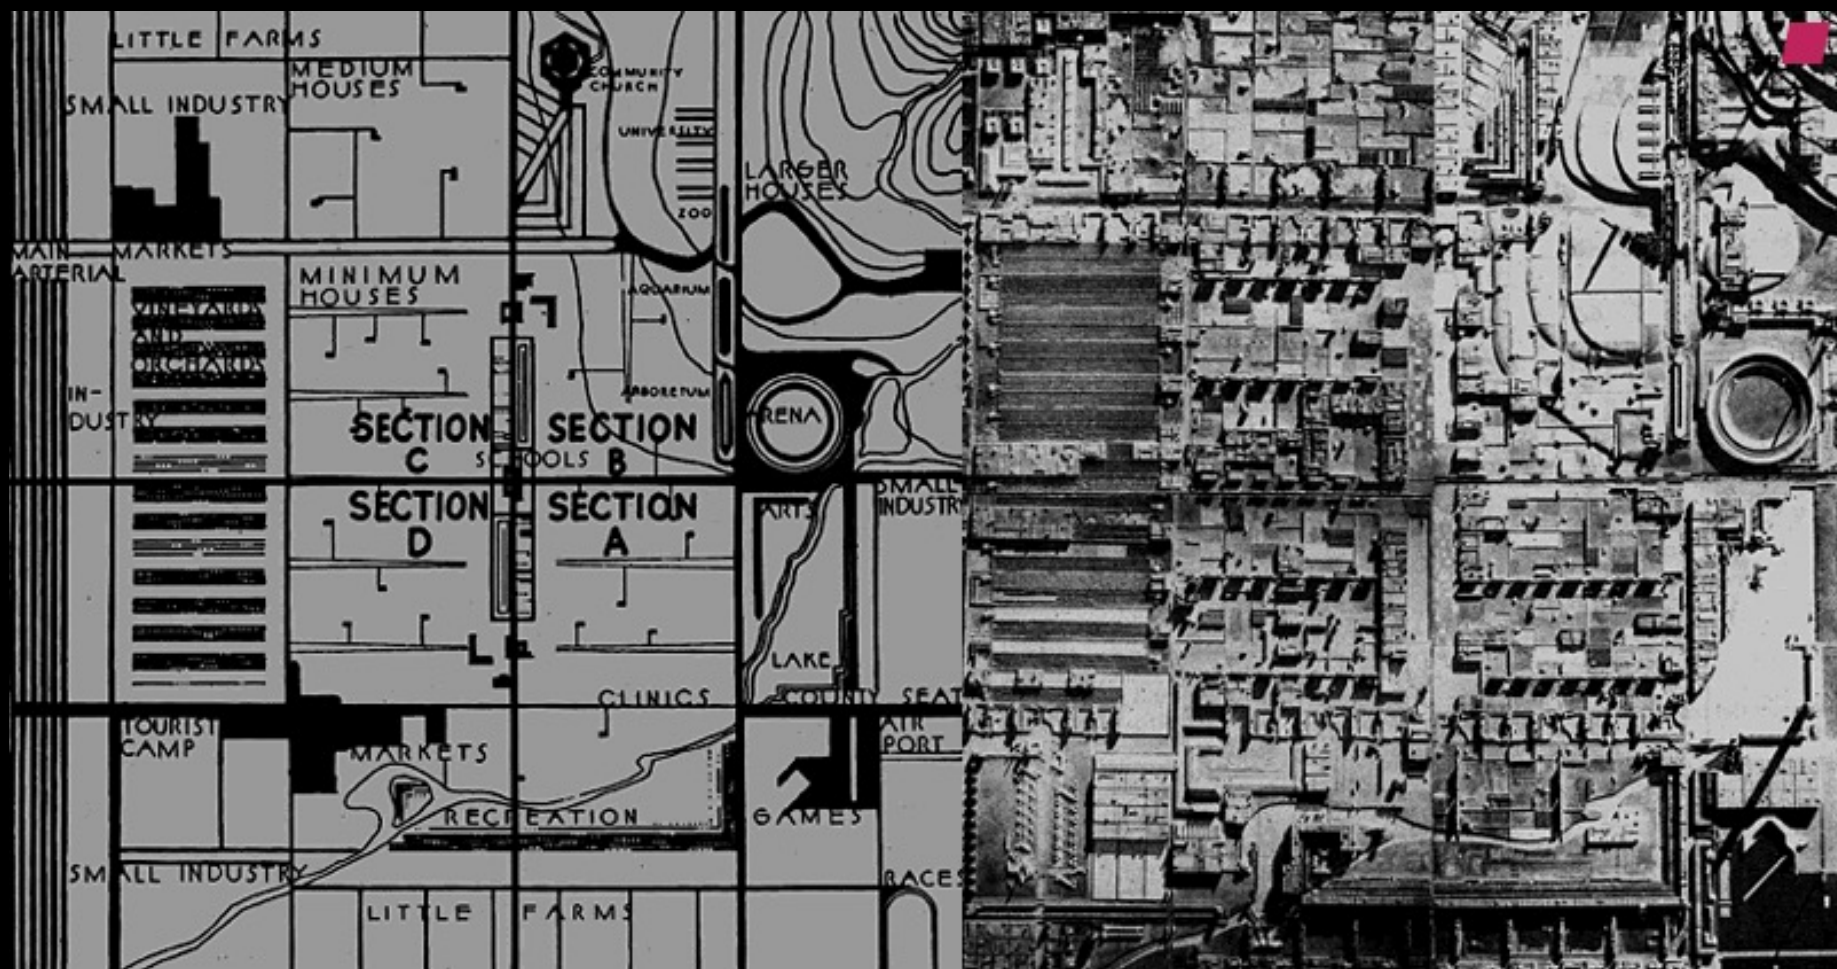 LITTLE FARMS
MEDIUM
HOUSES
SMALL INDUSTRY
COMMUNITY
CHURCH
UNIVERSITY
LARGER
HOUSES
ZOO
MAIN
ARTERIAL
MARKETS
MINIMUM
HOUSES
AQUARIUM
VINEYARDS
AND
ORCHARDS
IN-
DUSTRY
ARBORETUM
ARENA
SECTION
C
SECTION
B
SCHOOLS
SECTION
D
SECTION
A
ARTS
SMALL
INDUSTRY
LAKE
CLINICS
COUNTY SEAT
TOURIST
CAMP
MARKETS
AIR
PORT
RECREATION
GAMES
SMALL INDUSTRY
RACES
LITTLE FARMS